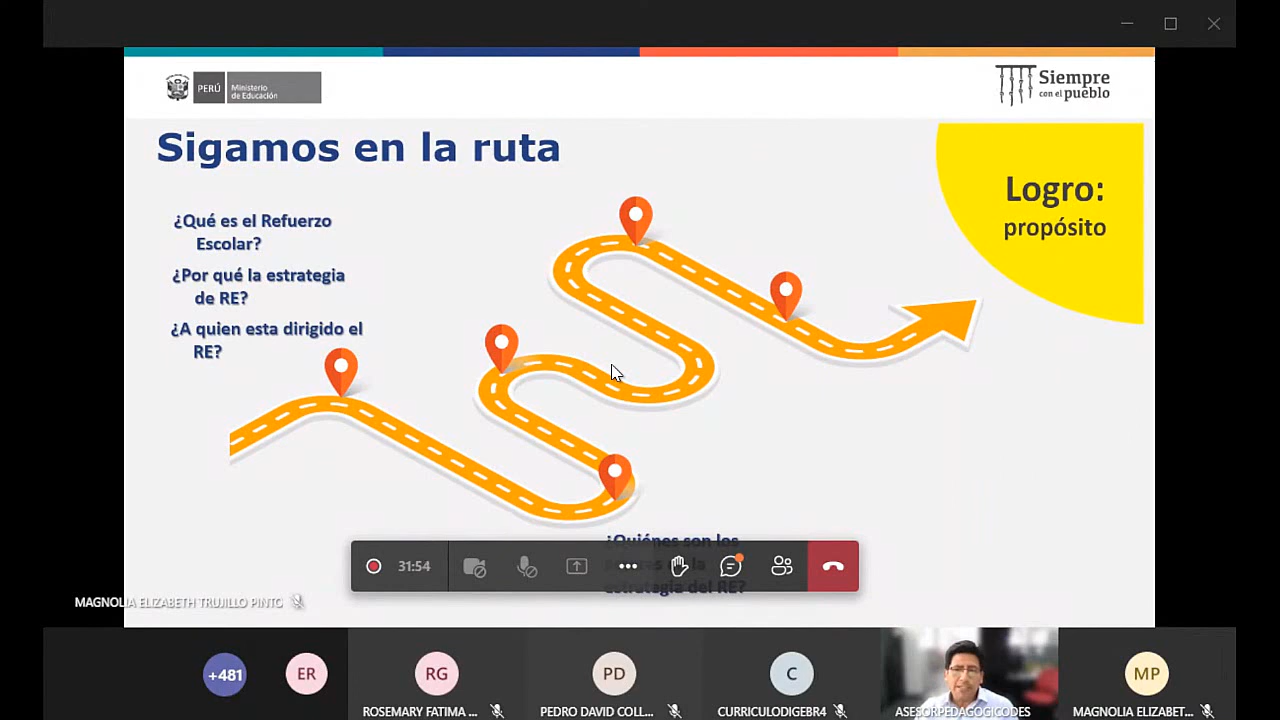 PERÚ
Ministerio
de Educación
Siempre
con el pueblo
Sigamos en la ruta
Logro:
propósito
¿Qué es el Refuerzo
Escolar?
¿Por qué la estrategia
de RE?
¿A quien esta dirigido el
RE?
¿Quiénes son los
en la
estrategia del RE?
31:54
MAGNOLIA ELIZABETH TRUJILLO PINTO
+481
ER
RG
PD
C
MP
ROSEMARY FATIMA ...
PEDRO DAVID COLL...
CURRICULODIGEBR4
ASESORPEDAGOGICODES
MAGNOLIA ELIZABET...